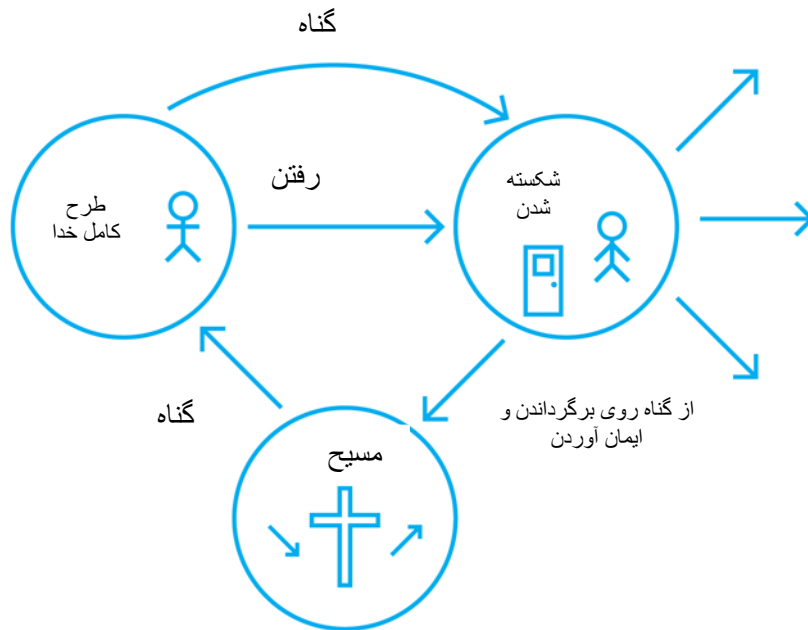 گناه
رفتن
شکسته
شدن
طرح
کامل خدا
از گناه روی برگرداندن و
ایمان آوردن
گناه
مسیح